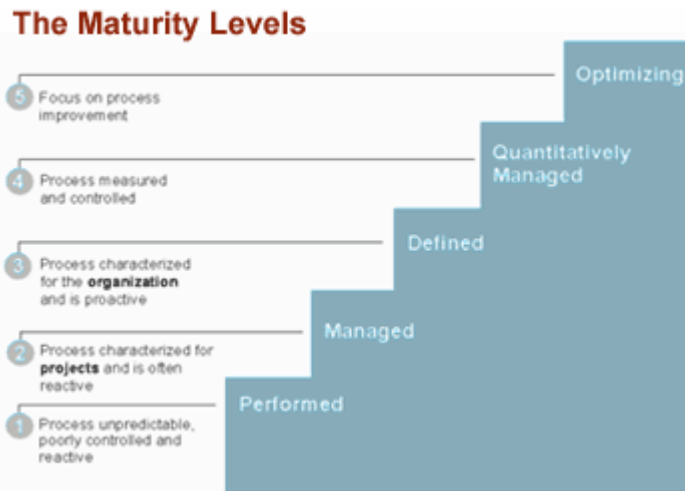 The Maturity Levels
Optimizing
5 Focus on process
improvement
Quantitatively
Managed
4 Process measured
and controlled
Defined
3 Process characterized
for the organization
and is proactive
Managed
2 Process characterized for
projects and is often
reactive
Performed
1 Process unpredictable,
poorly controlled and
reactive